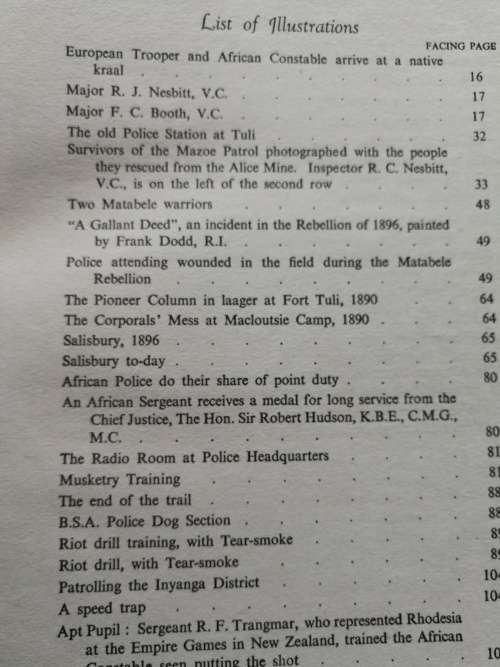 List of Illustrations
FACING PAGE
European Trooper and African Constable arrive at a native
kraal . . . . . . . . 16
Major R. J. Nesbitt, V.C. . . . . . . 17
Major F. C. Booth, V.C. . . . . . . 17
The old Police Station at Tuli . . . . . 32
Survivors of the Mazoe Patrol photographed with the people
they rescued from the Alice Mine. Inspector R. C. Nesbitt,
V.C., is on the left of the second row . . . . 33
Two Matabele warriors . . . . . . 48
"A Gallant Deed", an incident in the Rebellion of 1896, painted
by Frank Dodd, R.I. . . . . . . 49
Police attending wounded in the field during the Matabele
Rebellion . . . . . . . . 49
The Pioneer Column in laager at Fort Tuli, 1890 . . 64
The Corporals' Mess at Macloutsie Camp, 1890 . . . 64
Salisbury, 1896 . . . . . . . . 65
Salisbury to-day . . . . . . . . 65
African Police do their share of point duty . . . . 80
An African Sergeant receives a medal for long service from the
Chief Justice, The Hon. Sir Robert Hudson, K.B.E., C.M.G.,
M.C. . . . . . . . . . 80
The Radio Room at Police Headquarters . . . . 81
Musketry Training . . . . . . . 81
The end of the trail . . . . . . . 88
B.S.A. Police Dog Section . . . . . . 88
Riot drill training, with Tear-smoke . . . .
Riot drill, with Tear-smoke . . . . .
Patrolling the Inyanga District . . . . . 104
A speed trap . . . . . . . . 104
Apt Pupil : Sergeant R. F. Trangmar, who represented Rhodesia
at the Empire Games in New Zealand, trained the African
Constable seen putting the shot . . . .